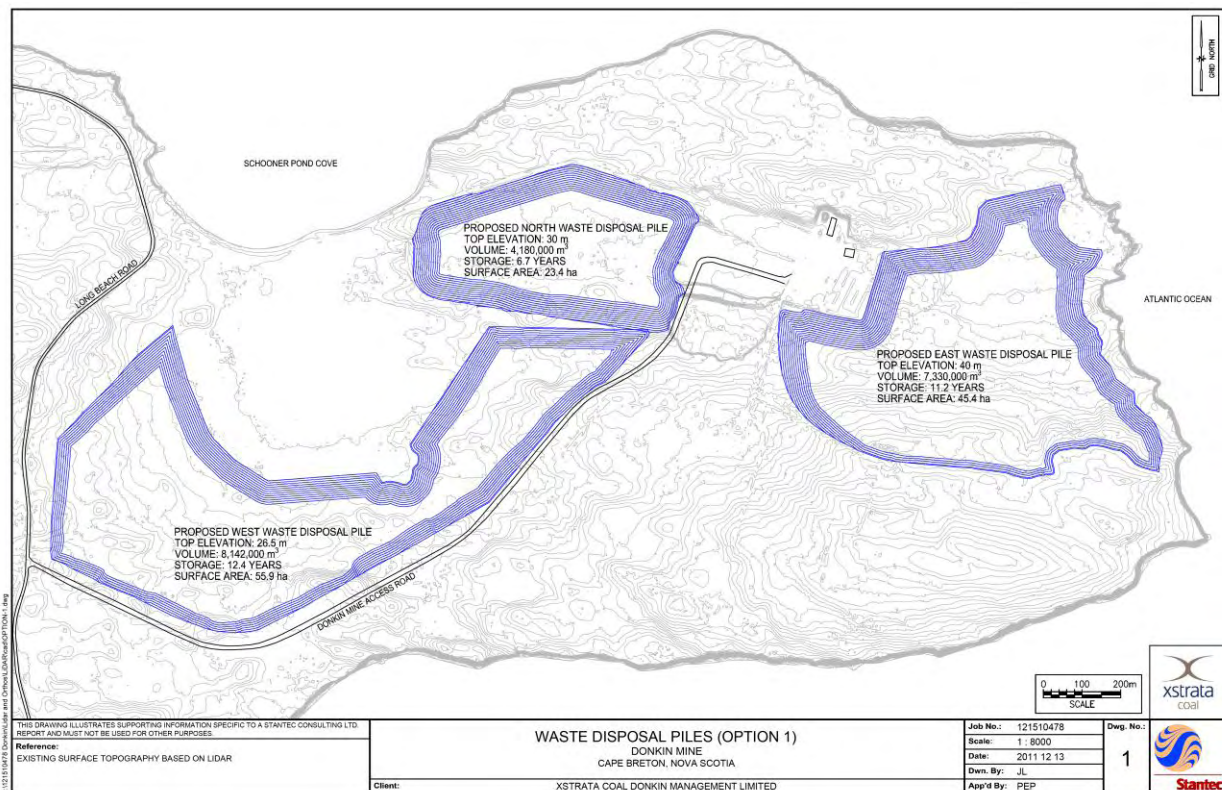 GRID NORTH
N
SCHOONER POND COVE
LONG BEACH ROAD
PROPOSED NORTH WASTE DISPOSAL PILE
TOP ELEVATION: 30 m
VOLUME: 4,180,000 m³
STORAGE: 6.7 YEARS
SURFACE AREA: 23.4 ha
ATLANTIC OCEAN
PROPOSED EAST WASTE DISPOSAL PILE
TOP ELEVATION: 40 m
VOLUME: 7,330,000 m³
STORAGE: 11.2 YEARS
SURFACE AREA: 45.4 ha
PROPOSED WEST WASTE DISPOSAL PILE
TOP ELEVATION: 26.5 m
VOLUME: 8,142,000 m³
STORAGE: 12.4 YEARS
SURFACE AREA: 55.9 ha
DONKIN MINE ACCESS ROAD
0 100 200m
SCALE
xstrata
coal
THIS DRAWING ILLUSTRATES SUPPORTING INFORMATION SPECIFIC TO A STANTEC CONSULTING LTD.
REPORT AND MUST NOT BE USED FOR OTHER PURPOSES.
Reference:
EXISTING SURFACE TOPOGRAPHY BASED ON LIDAR
WASTE DISPOSAL PILES (OPTION 1)
DONKIN MINE
CAPE BRETON, NOVA SCOTIA
Client: XSTRATA COAL DONKIN MANAGEMENT LIMITED
Job No.: 121510478
Scale: 1 : 8000
Date: 2011 12 13
Dwn. By: JL
App'd By: PEP
Dwg. No.:
1
Stantec